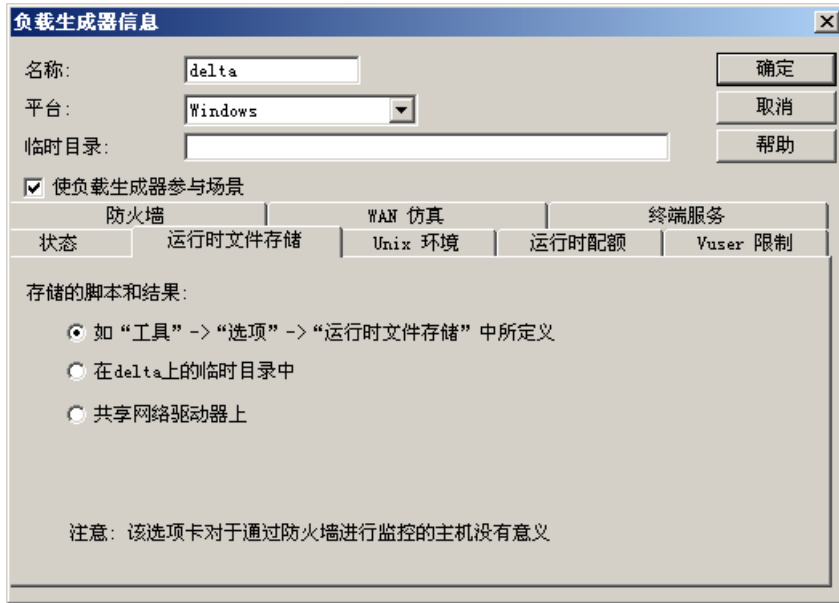 负载生成器信息
名称: delta 确定
平台: Windows 取消
临时目录: 帮助
使负载生成器参与场景
防火墙 WAN 仿真 终端服务
状态 运行时文件存储 Unix 环境 运行时配额 Vuser 限制
存储的脚本和结果:
如“工具”->“选项”->“运行时文件存储”中所定义
在delta上的临时目录中
共享网络驱动器上
注意: 该选项卡对于通过防火墙进行监控的主机没有意义